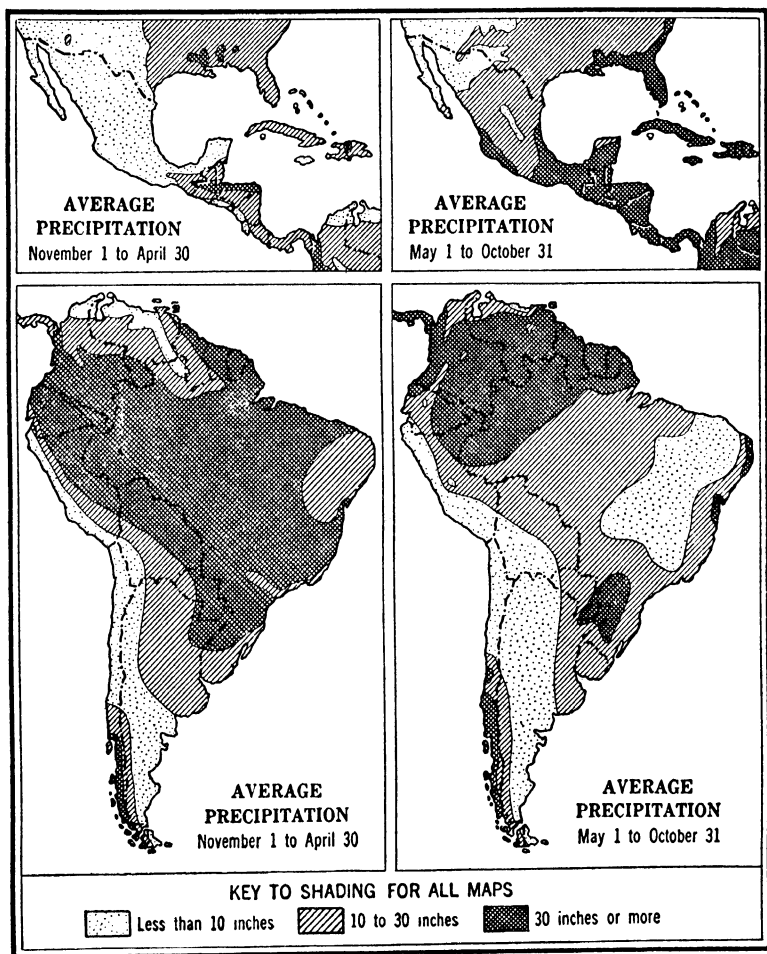 AVERAGE
PRECIPITATION
November 1 to April 30
AVERAGE
PRECIPITATION
May 1 to October 31
AVERAGE
PRECIPITATION
November 1 to April 30
AVERAGE
PRECIPITATION
May 1 to October 31
KEY TO SHADING FOR ALL MAPS
Less than 10 inches
10 to 30 inches
30 inches or more